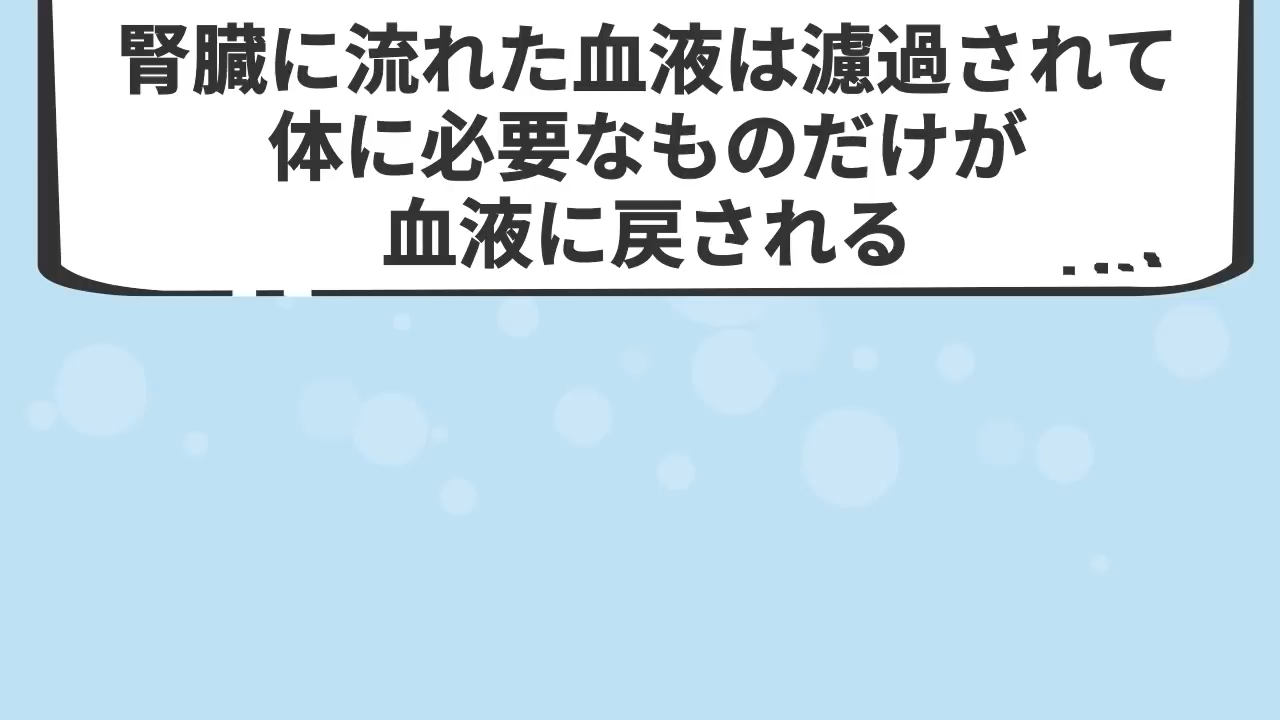 腎臓に流れた血液は濾過されて
体に必要なものだけが
血液に戻される